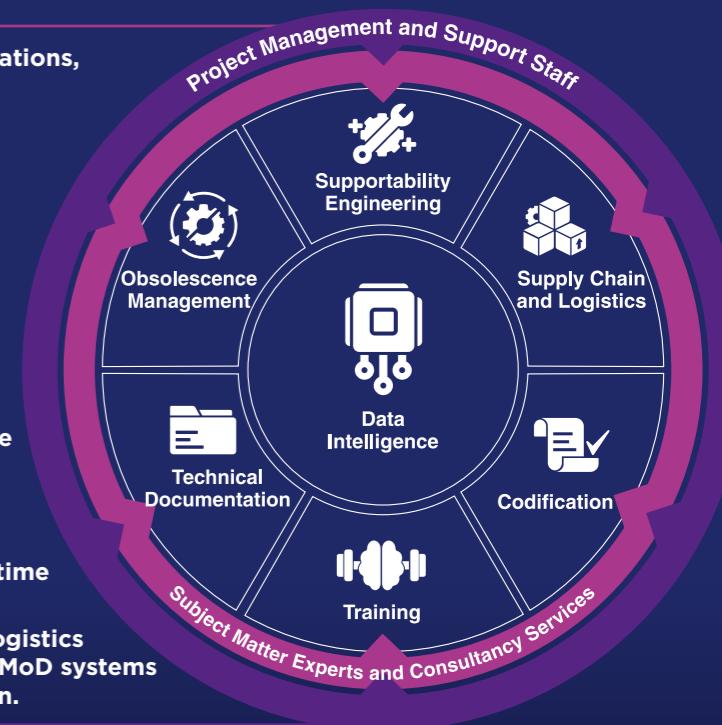 ations,
e
time
ogistics
MoD systems
n.
Project Management and Support Staff
Supportability
Engineering
Obsolescence
Management
Supply Chain
and Logistics
Data
Intelligence
Technical
Documentation
Codification
Training
Subject Matter Experts and Consultancy Services